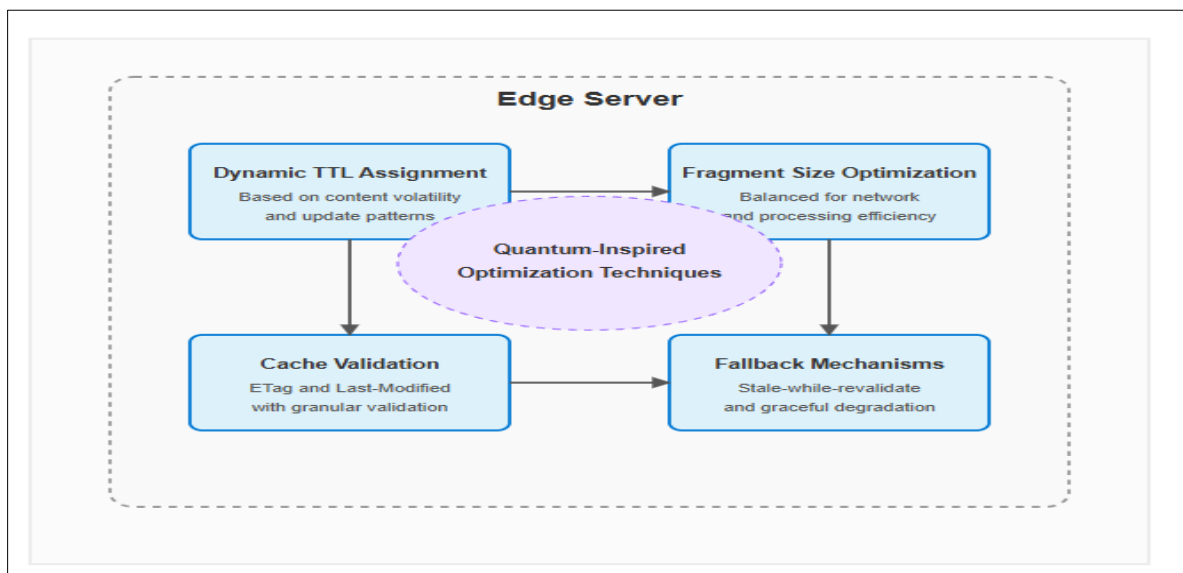 Edge Server
Dynamic TTL Assignment
Based on content volatility
and update patterns
Fragment Size Optimization
Balanced for network
and processing efficiency
Quantum-Inspired
Optimization Techniques
Cache Validation
ETag and Last-Modified
with granular validation
Fallback Mechanisms
Stale-while-revalidate
and graceful degradation